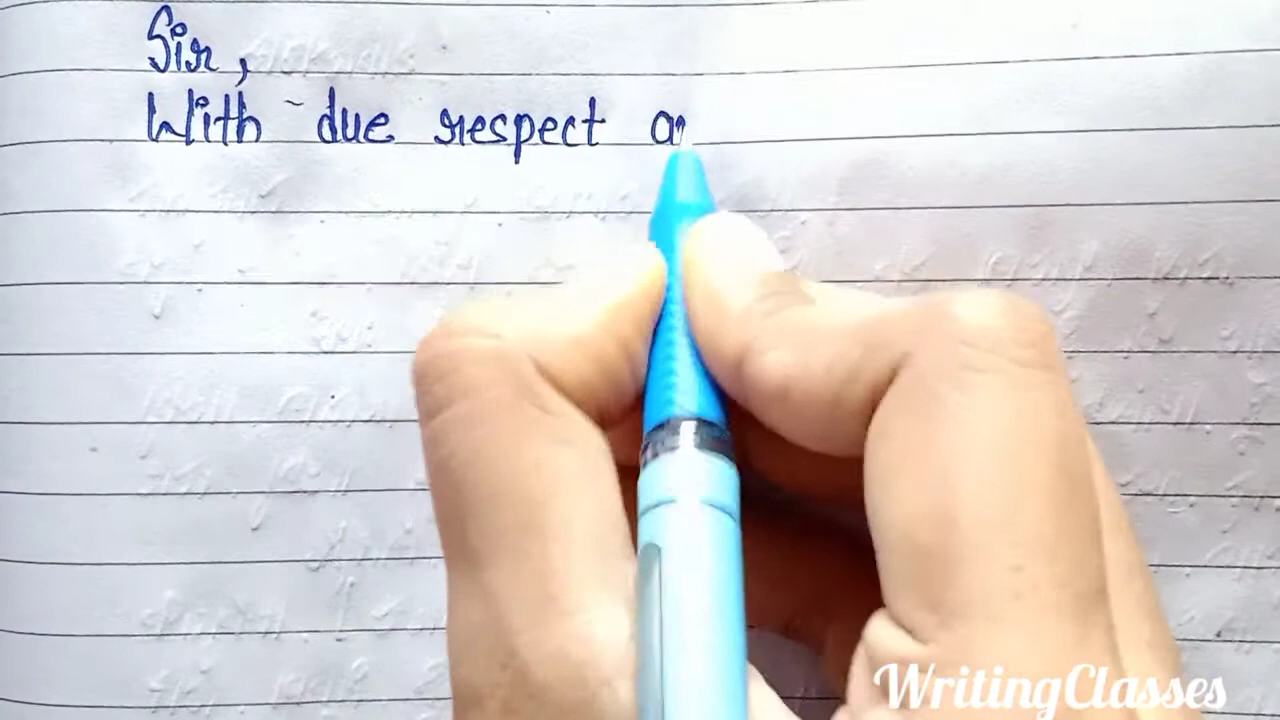 Sir,
With due respect a
WritingClasses